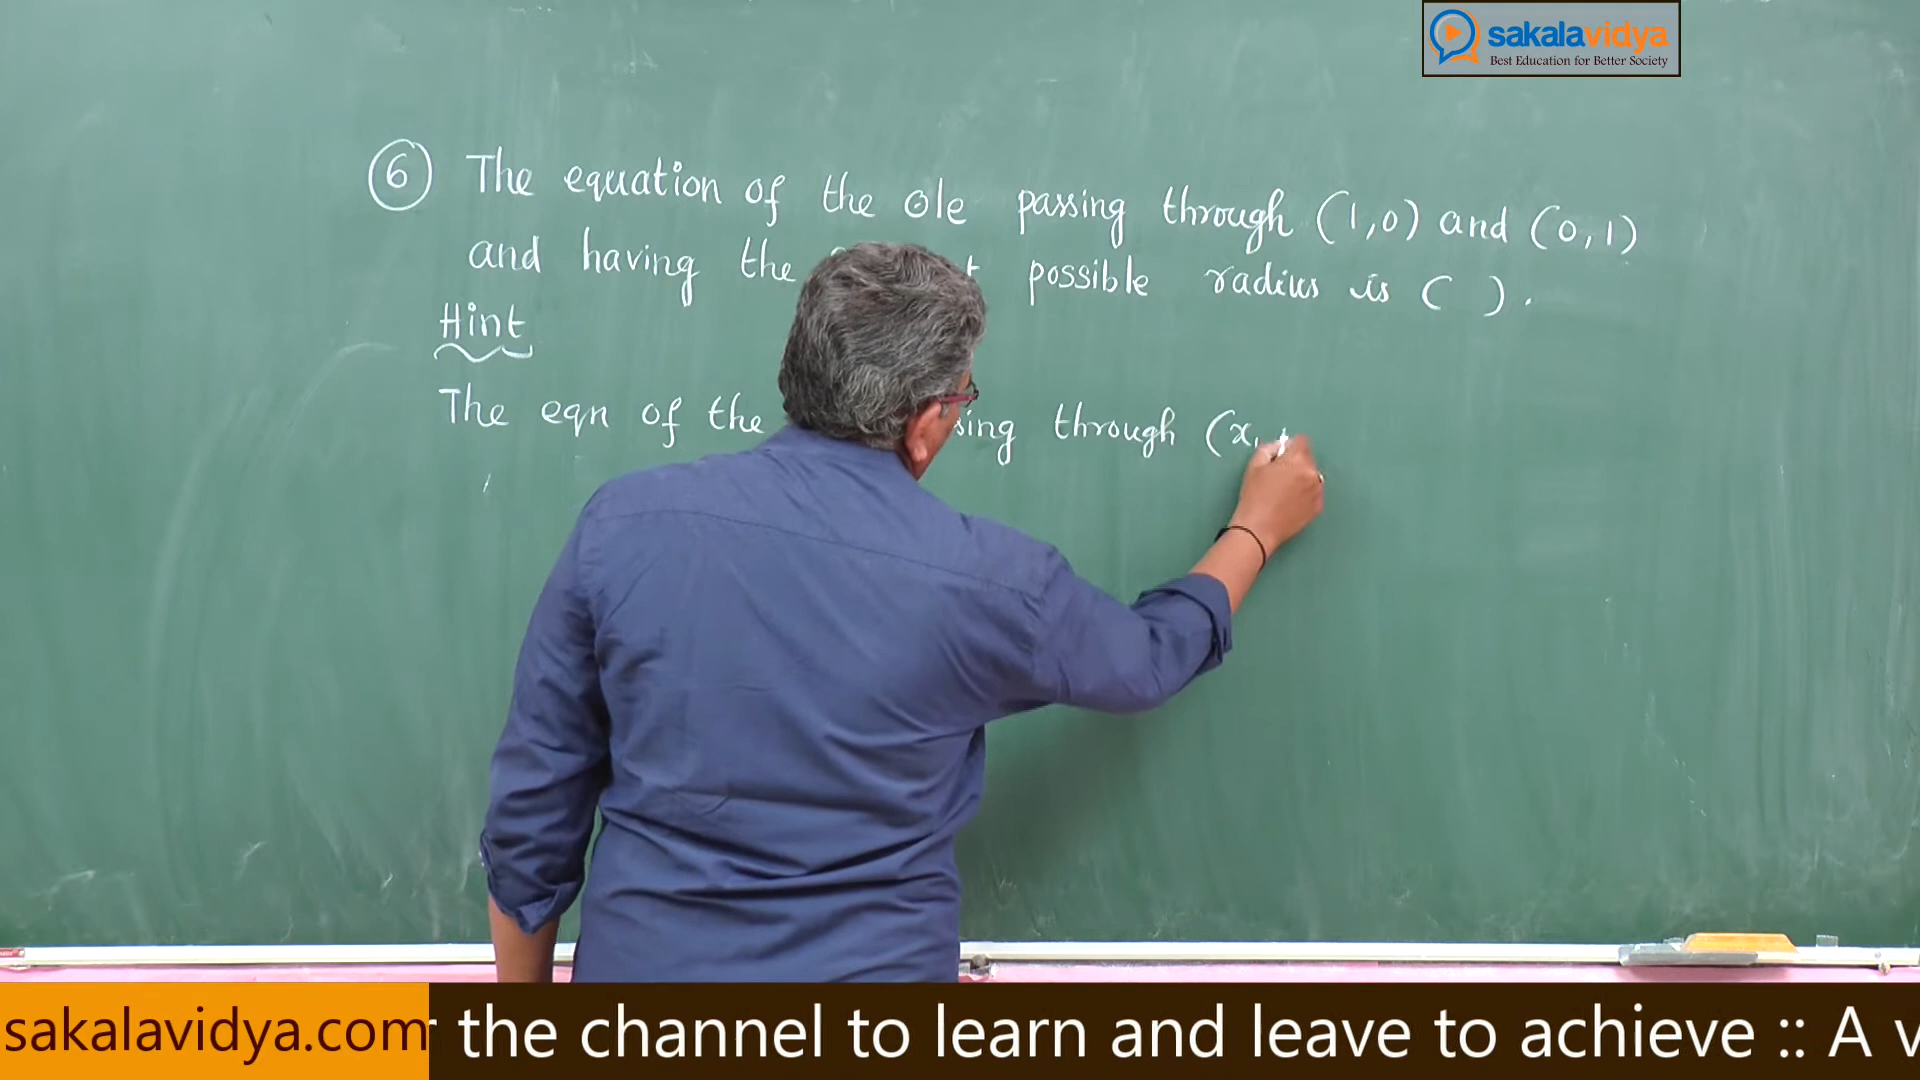 sakalavidya
Best Education for Better Society
6 The equation of the ⊙le passing through (1,0) and (0,1)
and having the possible radius is ( ).
Hint
The eqn of the through (x,
sakalavidya.com the channel to learn and leave to achieve :: A